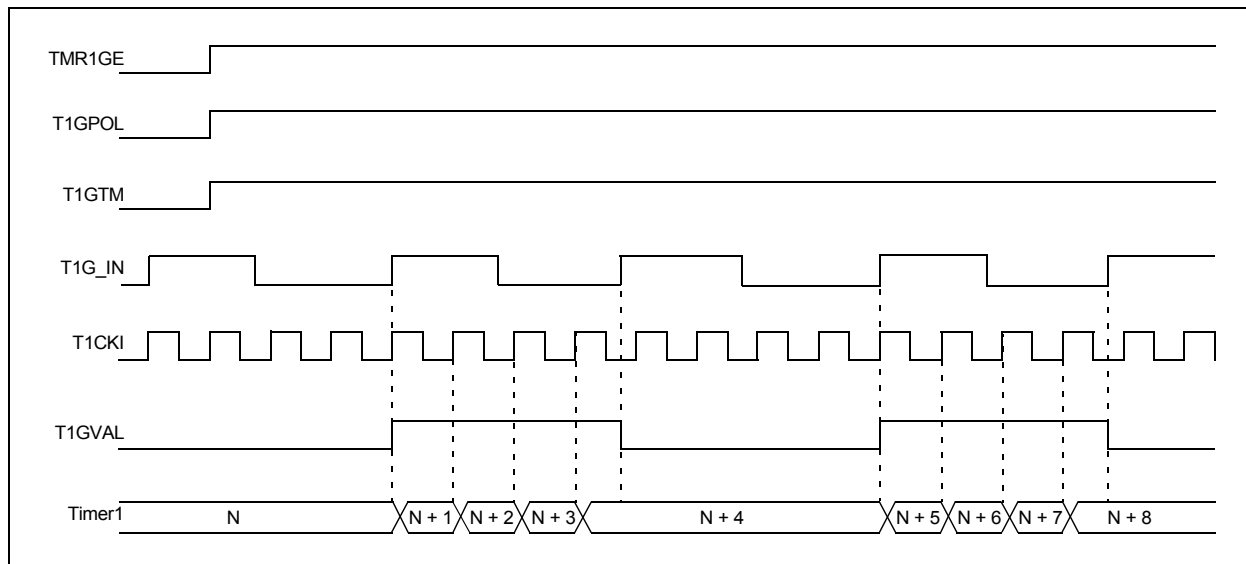 TMR1GE
T1GPOL
T1GTM
T1G_IN
T1CKI
T1GVAL
Timer1 N N + 1 N + 2 N + 3 N + 4 N + 5 N + 6 N + 7 N + 8